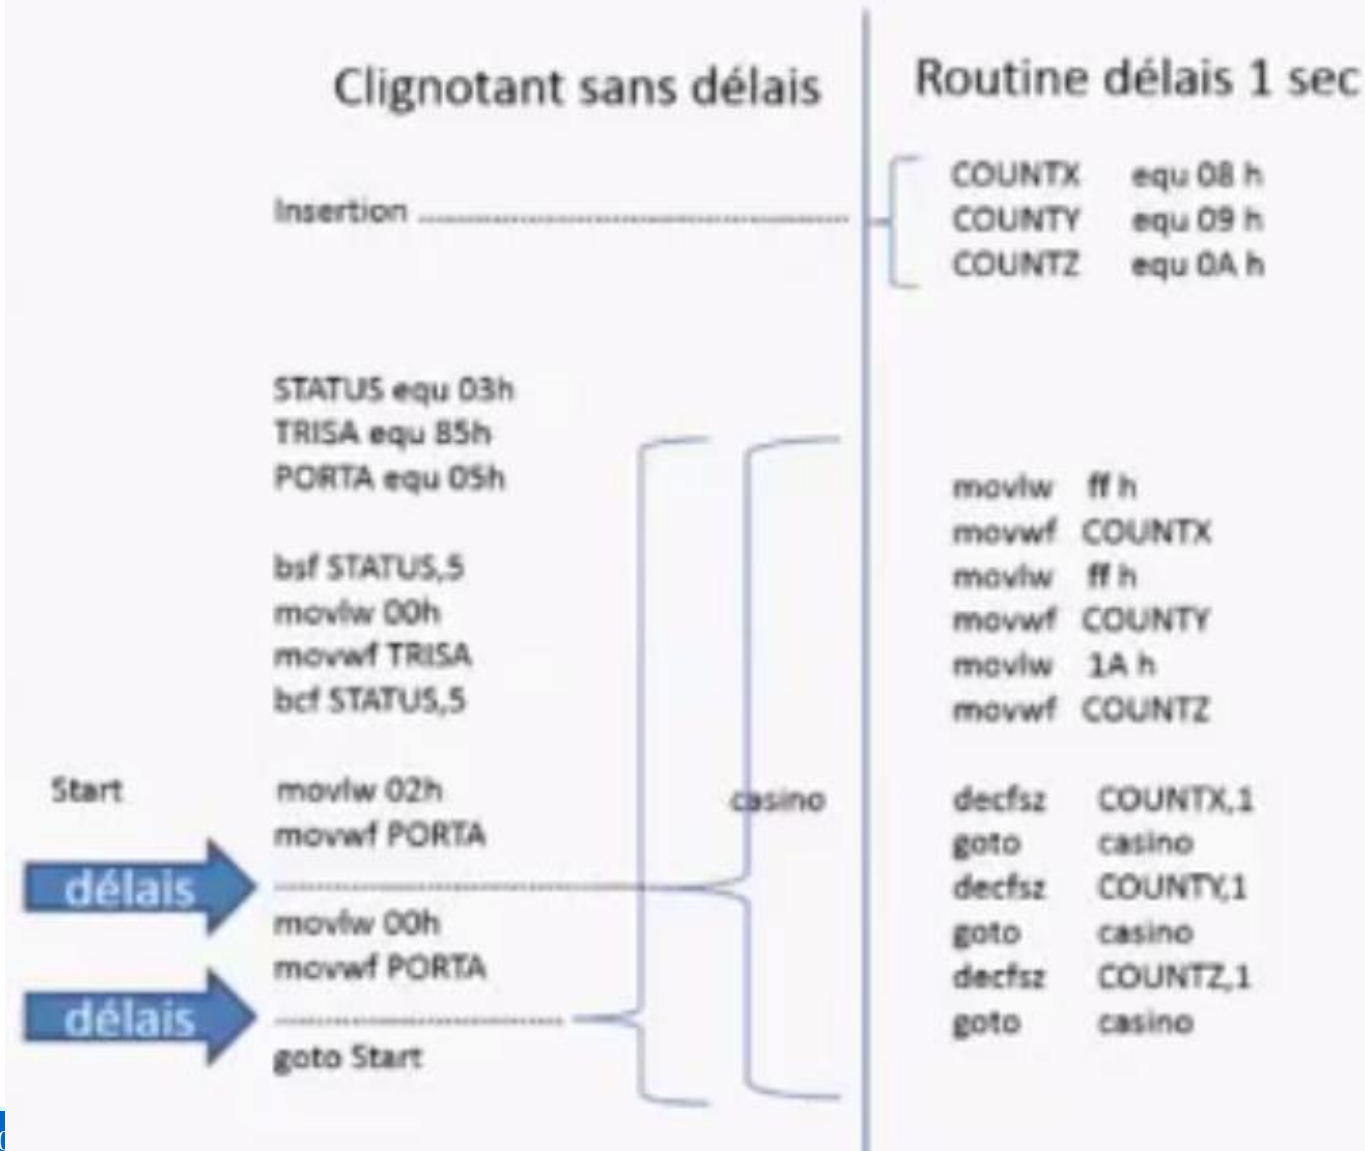 Clignotant sans délais
Insertion
STATUS equ 03h
TRISA equ 85h
PORTA equ 05h
bsf STATUS,5
movlw 00h
movwf TRISA
bcf STATUS,5
Start movlw 02h
movwf PORTA
délais
movlw 00h
movwf PORTA
délais
goto Start
Routine délais 1 sec
COUNTX equ 08 h
COUNTY equ 09 h
COUNTZ equ 0A h
movlw ff h
movwf COUNTX
movlw ff h
movwf COUNTY
movlw 1A h
movwf COUNTZ
casino decfsz COUNTX,1
goto casino
decfsz COUNTY,1
goto casino
decfsz COUNTZ,1
goto casino